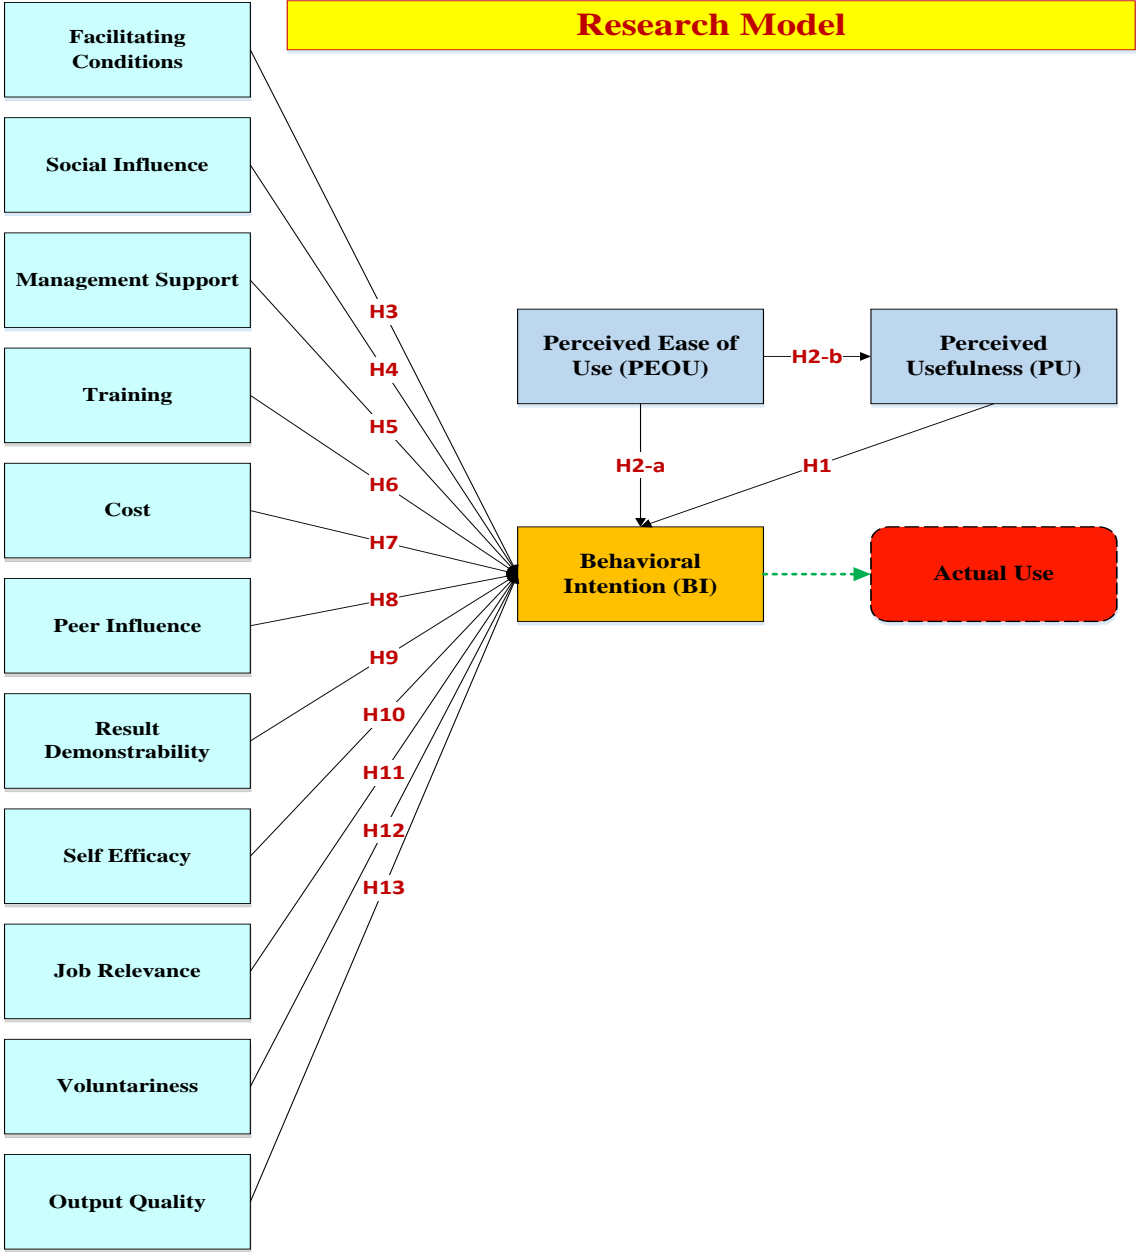 Research Model
Facilitating
Conditions
Social Influence
Management Support
Training
Cost
Peer Influence
Result
Demonstrability
Self Efficacy
Job Relevance
Voluntariness
Output Quality
H3
H4
H5
H6
H7
H8
H9
H10
H11
H12
H13
Perceived Ease of
Use (PEOU)
H2-b
Perceived
Usefulness (PU)
H2-a
H1
Behavioral
Intention (BI)
Actual Use